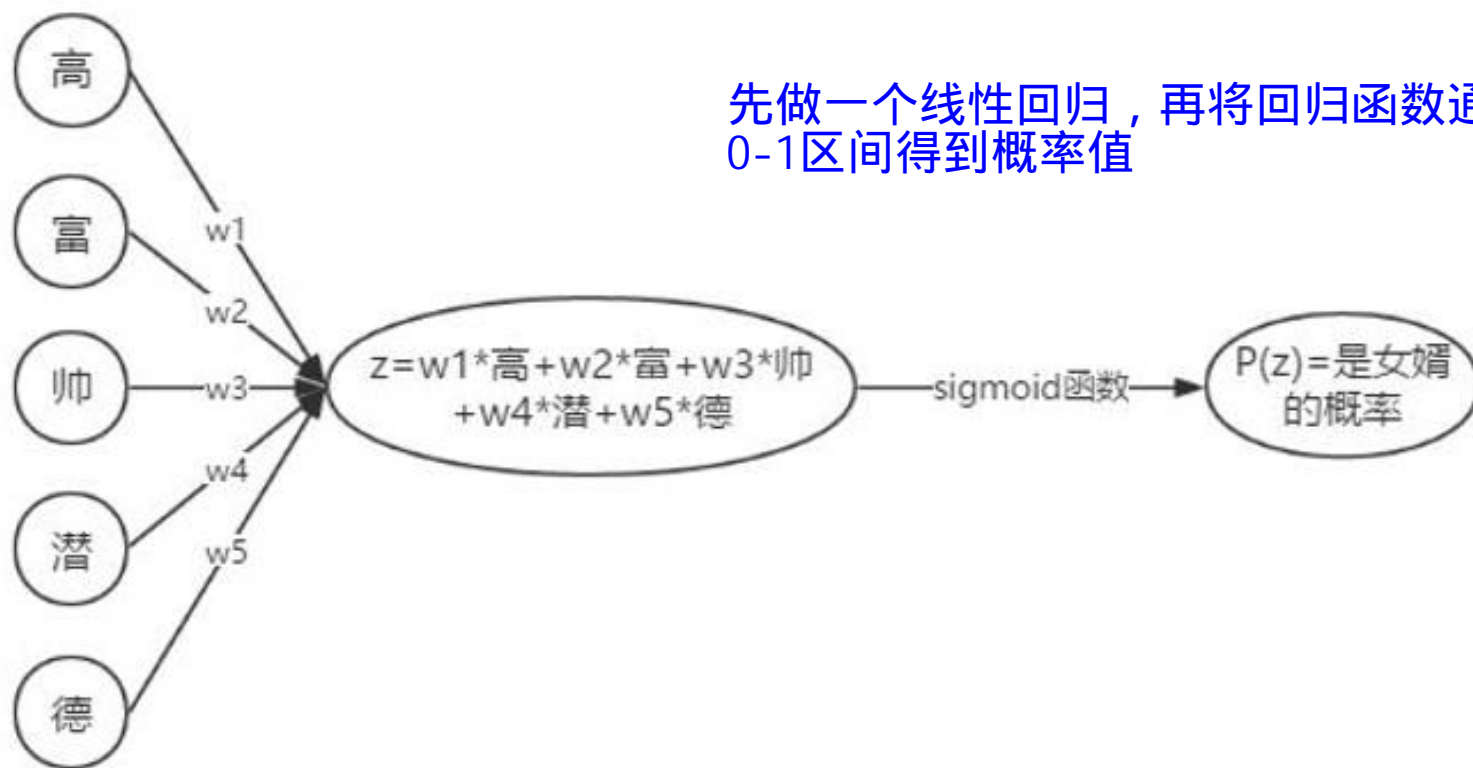 高
先做一个线性回归，再将回归函数通
0-1区间得到概率值
富
w1
w2
帅
w3
z=w1*高+w2*富+w3*帅
+w4*潜+w5*德
sigmoid函数
P(z)=是女婿
的概率
w4
潜
w5
德